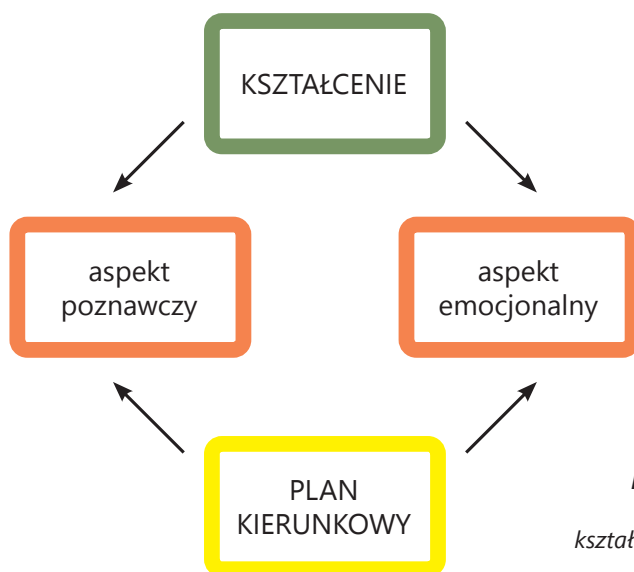 KSZTAŁCENIE
aspekt
poznawczy
aspekt
emocjonalny
PLAN
KIERUNKOWY